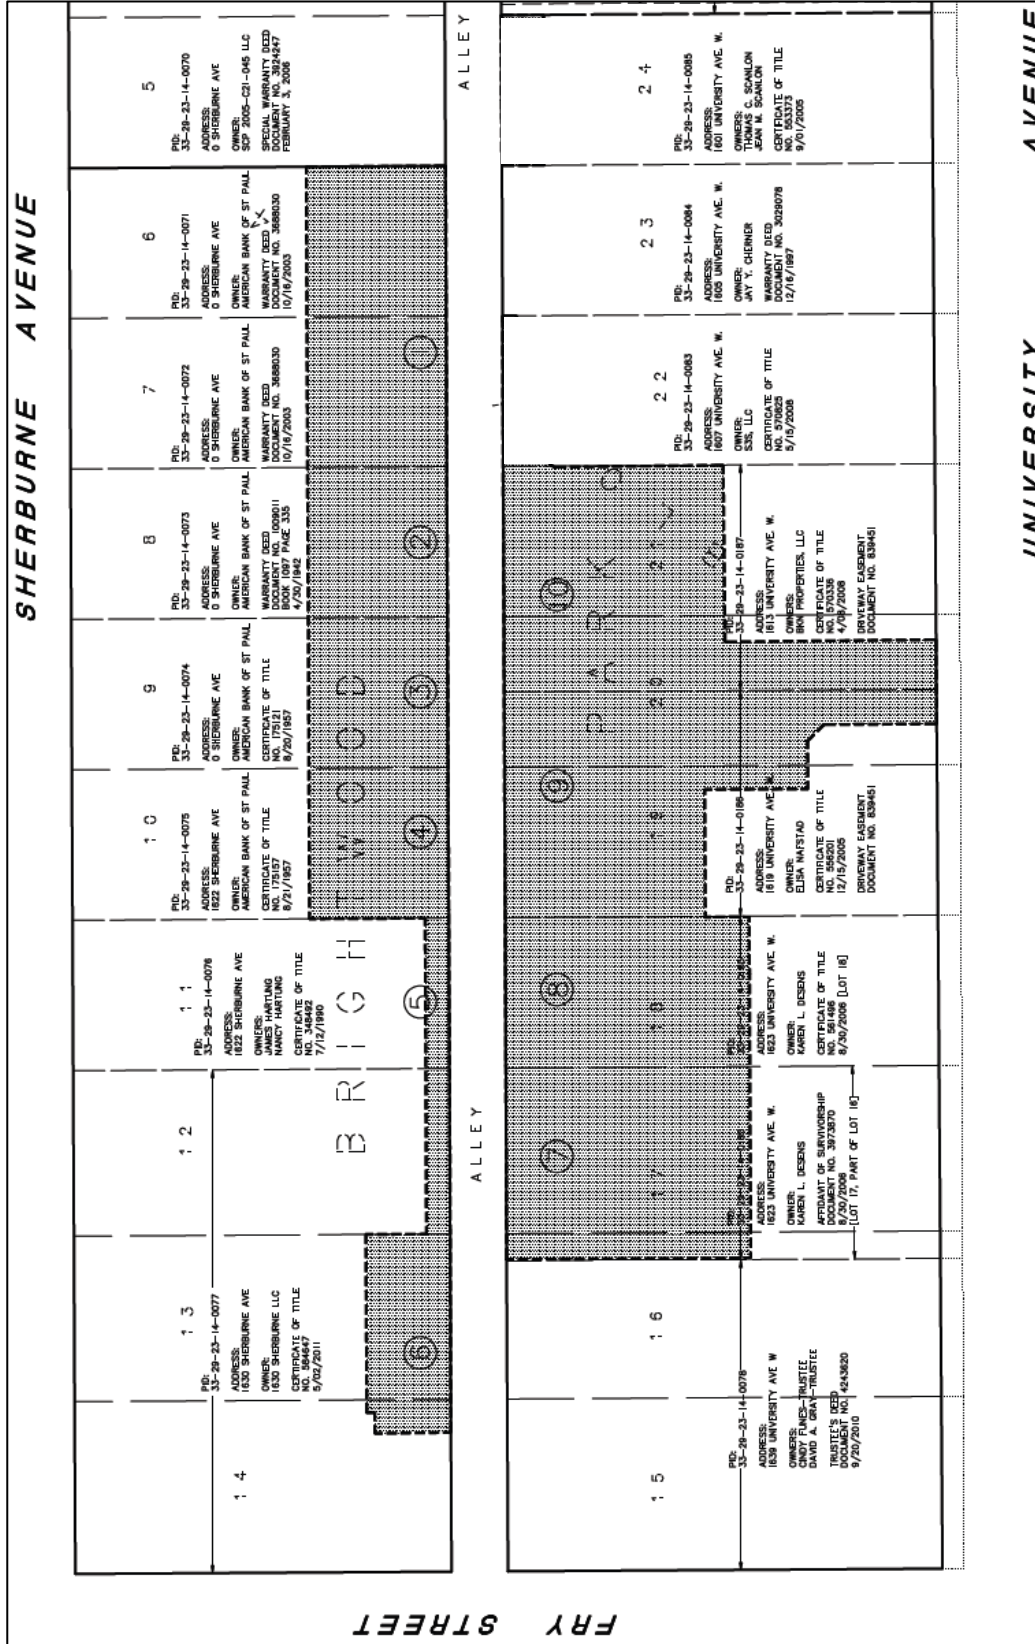 SHERBURNE AVENUE
14
13
PID:
33-29-23-14-0077
ADDRESS:
1630 SHERBURNE AVE
OWNER:
1630 SHERBURNE LLC
CERTIFICATE OF TITLE
NO. 584647
5/02/2011
12
11
PID:
33-29-23-14-0076
ADDRESS:
1622 SHERBURNE AVE
OWNERS:
JAMES HARTUNG
NANCY HARTUNG
CERTIFICATE OF TITLE
NO. 348492
7/12/1990
10
PID:
33-29-23-14-0075
ADDRESS:
1622 SHERBURNE AVE
OWNER:
AMERICAN BANK OF ST PAUL
CERTIFICATE OF TITLE
NO. 175157
8/21/1957
9
PID:
33-29-23-14-0074
ADDRESS:
0 SHERBURNE AVE
OWNER:
AMERICAN BANK OF ST PAUL
CERTIFICATE OF TITLE
NO. 175121
8/20/1957
8
PID:
33-29-23-14-0073
ADDRESS:
0 SHERBURNE AVE
OWNER:
AMERICAN BANK OF ST PAUL
WARRANTY DEED
DOCUMENT NO. 1009011
BOOK 1097 PAGE 335
4/30/1942
7
PID:
33-29-23-14-0072
ADDRESS:
0 SHERBURNE AVE
OWNER:
AMERICAN BANK OF ST PAUL
WARRANTY DEED
DOCUMENT NO. 3688030
10/16/2003
6
PID:
33-29-23-14-0071
ADDRESS:
0 SHERBURNE AVE
OWNER:
AMERICAN BANK OF ST PAUL
WARRANTY DEED
DOCUMENT NO. 3688030
10/16/2003
5
PID:
33-29-23-14-0070
ADDRESS:
0 SHERBURNE AVE
OWNER:
SCP 2005-C21-045 LLC
SPECIAL WARRANTY DEED
DOCUMENT NO. 3924247
FEBRUARY 3, 2006
BRIGHTWOOD
6
5
4
3
2
1
ALLEY
ALLEY
FRY STREET
7
8
9
10
PARK
15
16
PID:
33-29-23-14-0078
ADDRESS:
1639 UNIVERSITY AVE W
OWNERS:
CINDY FUNES-TRUSTEE
DAVID A. GRAY-TRUSTEE
TRUSTEE'S DEED
DOCUMENT NO. 4243620
9/20/2010
17
PID:
ADDRESS:
1623 UNIVERSITY AVE. W.
OWNER:
KAREN L. DESENS
AFFIDAVIT OF SURVIVORSHIP
DOCUMENT NO. 3973870
8/30/2006
[LOT 17, PART OF LOT 16]
18
PID:
ADDRESS:
1623 UNIVERSITY AVE. W.
OWNER:
KAREN L. DESENS
CERTIFICATE OF TITLE
NO. 561496
8/30/2006 [LOT 18]
19
PID:
33-29-23-14-0186
ADDRESS:
1619 UNIVERSITY AVE. W.
OWNER:
ELISA NAFSTAD
CERTIFICATE OF TITLE
NO. 556201
12/15/2005
DRIVEWAY EASEMENT
DOCUMENT NO. 839451
20
21
PID:
33-29-23-14-0187
ADDRESS:
1613 UNIVERSITY AVE. W.
OWNERS:
BKN PROPERTIES, LLC
CERTIFICATE OF TITLE
NO. 570336
4/08/2008
DRIVEWAY EASEMENT
DOCUMENT NO. 839451
22
PID:
33-29-23-14-0083
ADDRESS:
1607 UNIVERSITY AVE. W.
OWNER:
S3S, LLC
CERTIFICATE OF TITLE
NO. 570825
5/15/2008
23
PID:
33-29-23-14-0084
ADDRESS:
1605 UNIVERSITY AVE. W.
OWNER:
JAY Y. CHERNER
WARRANTY DEED
DOCUMENT NO. 3029078
12/16/1997
24
PID:
33-29-23-14-0085
ADDRESS:
1601 UNIVERSITY AVE. W.
OWNERS:
THOMAS C. SCANLON
JEAN M. SCANLON
CERTIFICATE OF TITLE
NO. 553373
9/01/2005
UNIVERSITY AVENUE